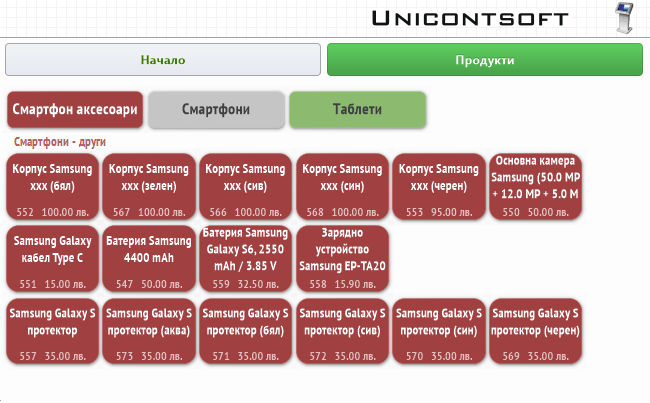 Unicontsoft
Начало
Продукти
Смартфон аксесоари
Смартфони
Таблети
Смартфони - други
Корпус Samsung
xxx (бял)
552 100.00 лв.
Корпус Samsung
xxx (зелен)
567 100.00 лв.
Корпус Samsung
xxx (сив)
566 100.00 лв.
Корпус Samsung
xxx (син)
568 100.00 лв.
Корпус Samsung
xxx (черен)
553 95.00 лв.
Основна камера
Samsung (50.0 MP
+ 12.0 MP + 5.0 M
550 50.00 лв.
Samsung Galaxy
кабел Type C
551 15.00 лв.
Батерия Samsung
4400 mAh
547 50.00 лв.
Батерия Samsung
Galaxy S6, 2550
mAh / 3.85 V
559 32.50 лв.
Зарядно
устройство
Samsung EP-TA20
558 15.90 лв.
Samsung Galaxy S
протектор
557 35.00 лв.
Samsung Galaxy S
протектор (аква)
573 35.00 лв.
Samsung Galaxy S
протектор (бял)
571 35.00 лв.
Samsung Galaxy S
протектор (сив)
572 35.00 лв.
Samsung Galaxy S
протектор (син)
570 35.00 лв.
Samsung Galaxy S
протектор (черен)
569 35.00 лв.